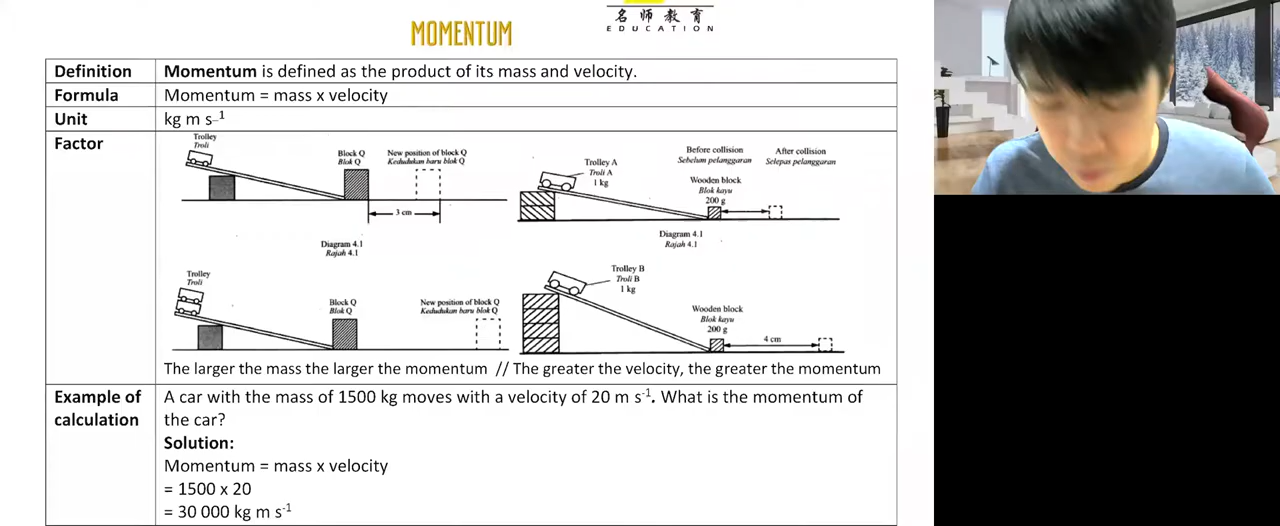 名 师 教 育
EDUCATION
MOMENTUM
Definition
Momentum is defined as the product of its mass and velocity.
Formula
Momentum = mass x velocity
Unit
kg m s–1
Factor
Trolley
Troli
Block Q
Blok Q
New position of block Q
Kedudukan baru blok Q
3 cm
Diagram 4.1
Rajah 4.1
Trolley A
Troli A
1 kg
Before collision
Sebelum pelanggaran
After collision
Selepas pelanggaran
Wooden block
Blok kayu
200 g
Diagram 4.1
Rajah 4.1
Trolley
Troli
Block Q
Blok Q
New position of block Q
Kedudukan baru blok Q
Trolley B
Troli B
1 kg
Wooden block
Blok kayu
200 g
4 cm
The larger the mass the larger the momentum // The greater the velocity, the greater the momentum
Example of
calculation
A car with the mass of 1500 kg moves with a velocity of 20 m s-1. What is the momentum of
the car?
Solution:
Momentum = mass x velocity
= 1500 x 20
= 30 000 kg m s-1